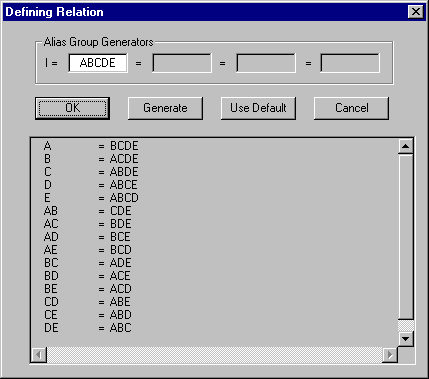 Defining Relation
Alias Group Generators
I = ABCDE = = =
OK Generate Use Default Cancel
A = BCDE
B = ACDE
C = ABDE
D = ABCE
E = ABCD
AB = CDE
AC = BDE
AD = BCE
AE = BCD
BC = ADE
BD = ACE
BE = ACD
CD = ABE
CE = ABD
DE = ABC